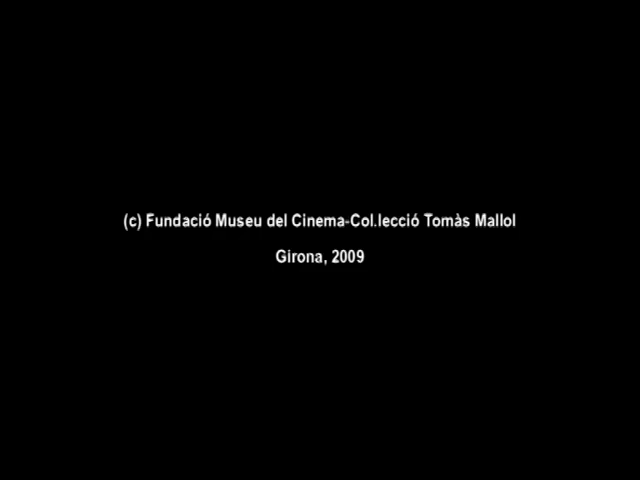 (c) Fundació Museu del Cinema-Col.lecció Tomàs Mallol
Girona, 2009